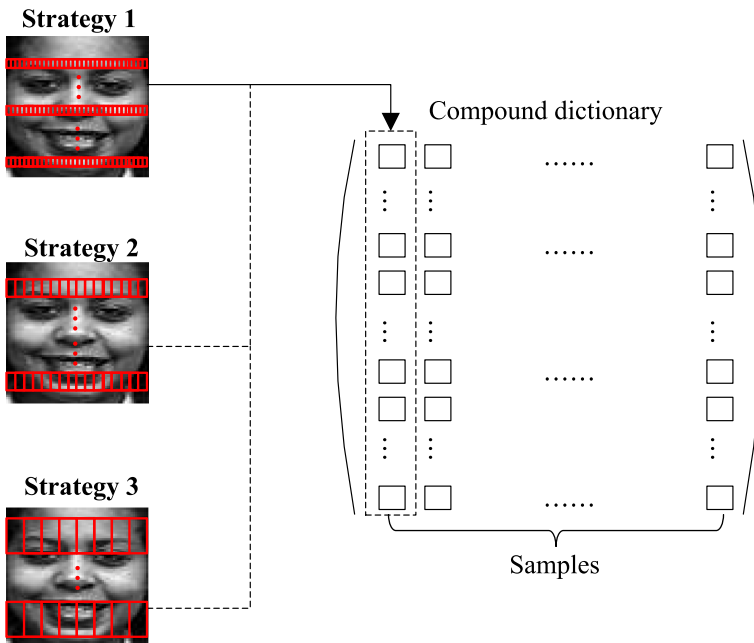 Strategy 1
Compound dictionary
Strategy 2
Strategy 3
Samples